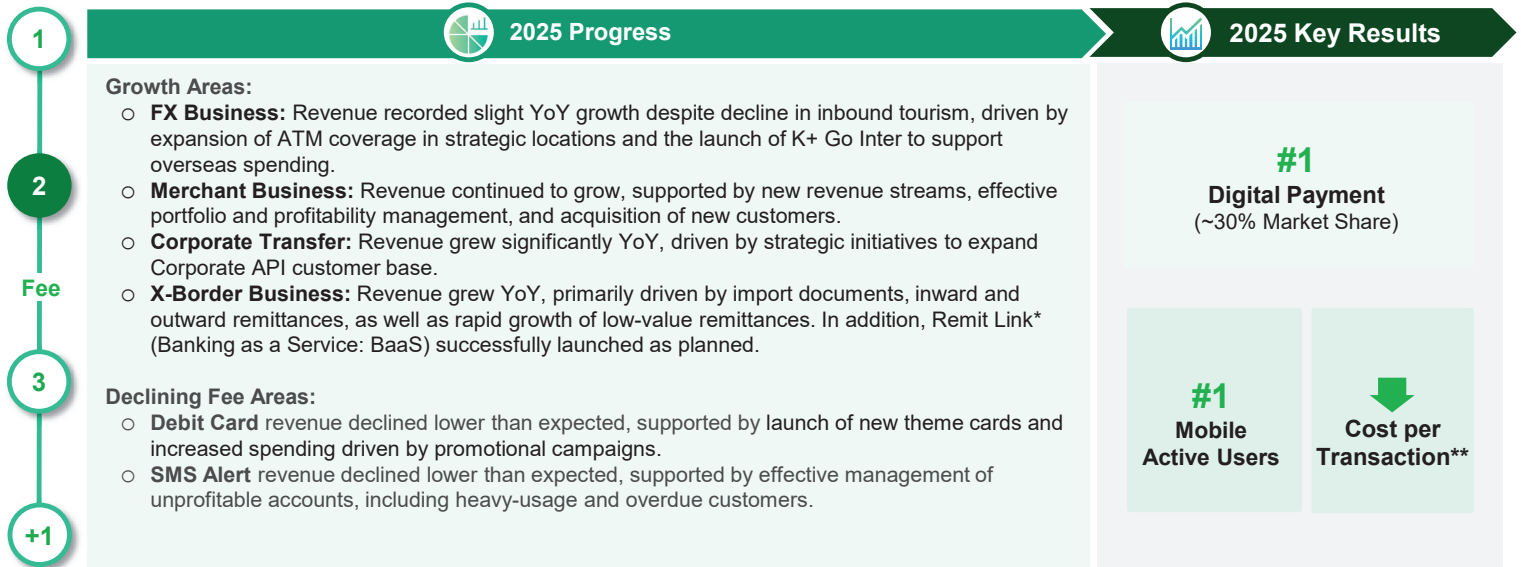 1
2
Fee
3
+1
2025 Progress
2025 Key Results
Growth Areas:
○ FX Business: Revenue recorded slight YoY growth despite decline in inbound tourism, driven by
expansion of ATM coverage in strategic locations and the launch of K+ Go Inter to support
overseas spending.
○ Merchant Business: Revenue continued to grow, supported by new revenue streams, effective
portfolio and profitability management, and acquisition of new customers.
○ Corporate Transfer: Revenue grew significantly YoY, driven by strategic initiatives to expand
Corporate API customer base.
○ X-Border Business: Revenue grew YoY, primarily driven by import documents, inward and
outward remittances, as well as rapid growth of low-value remittances. In addition, Remit Link*
(Banking as a Service: BaaS) successfully launched as planned.
Declining Fee Areas:
○ Debit Card revenue declined lower than expected, supported by launch of new theme cards and
increased spending driven by promotional campaigns.
○ SMS Alert revenue declined lower than expected, supported by effective management of
unprofitable accounts, including heavy-usage and overdue customers.
#1
Digital Payment
(~30% Market Share)
#1
Mobile
Active Users
Cost per
Transaction**